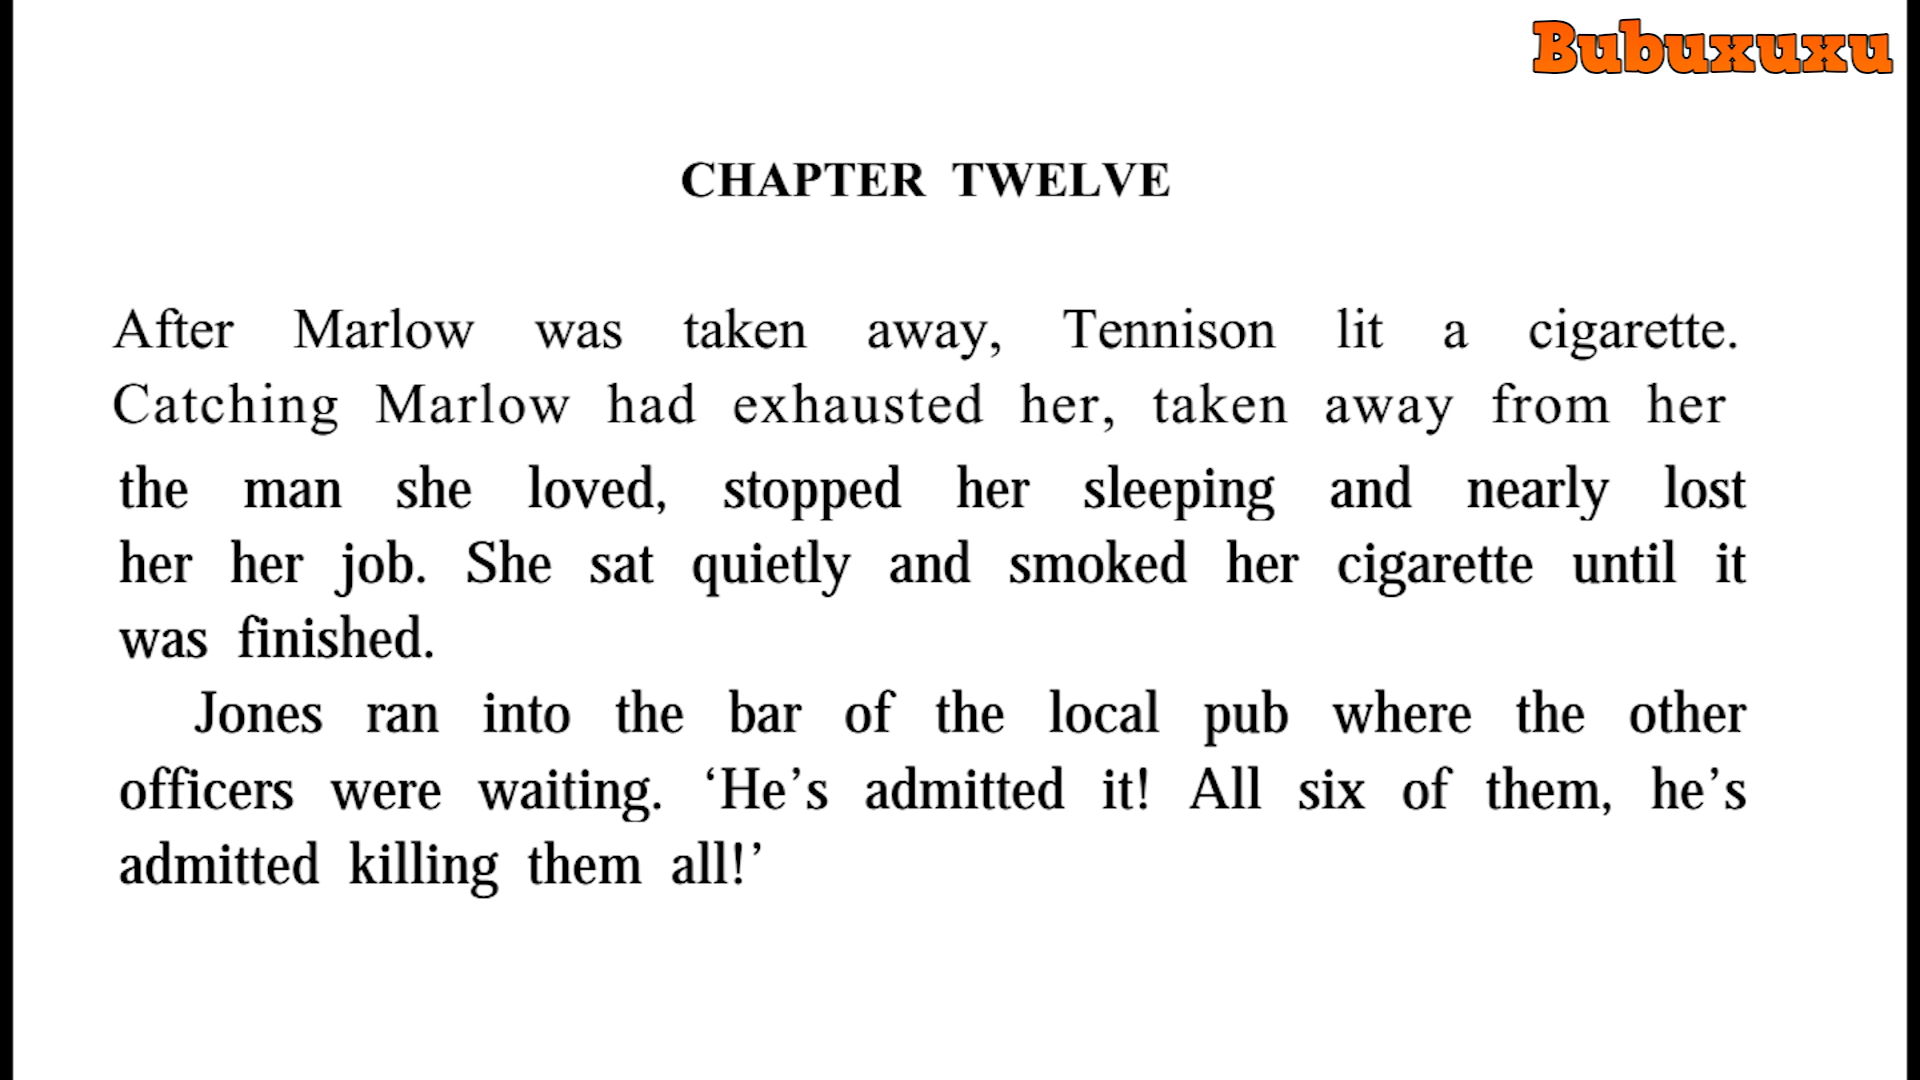 Bubuxuxu
CHAPTER TWELVE
After Marlow was taken away, Tennison lit a cigarette.
Catching Marlow had exhausted her, taken away from her
the man she loved, stopped her sleeping and nearly lost
her her job. She sat quietly and smoked her cigarette until it
was finished.
Jones ran into the bar of the local pub where the other
officers were waiting. ‘He’s admitted it! All six of them, he’s
admitted killing them all!’